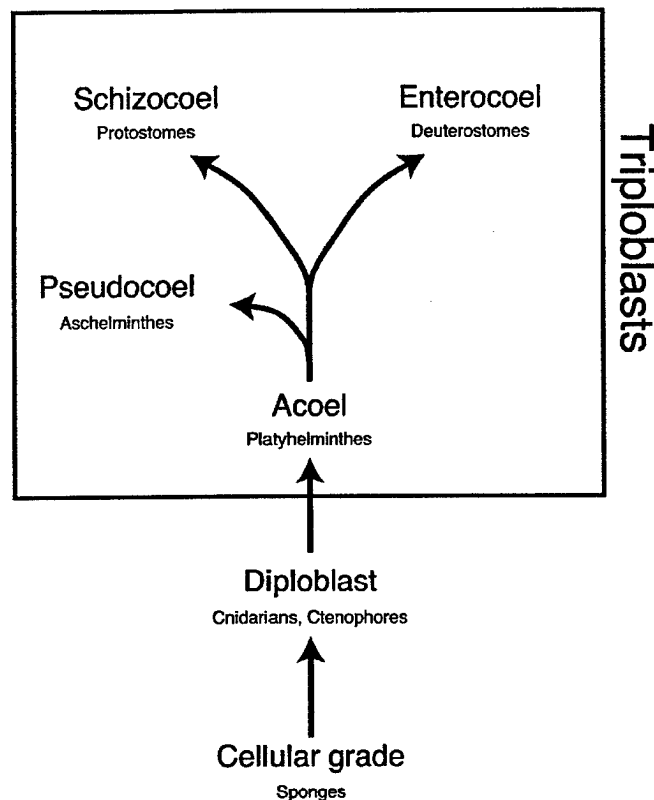 Schizocoel
Protostomes
Enterocoel
Deuterostomes
Triploblasts
Pseudocoel
Aschelminthes
Acoel
Platyhelminthes
Diploblast
Cnidarians, Ctenophores
Cellular grade
Sponges